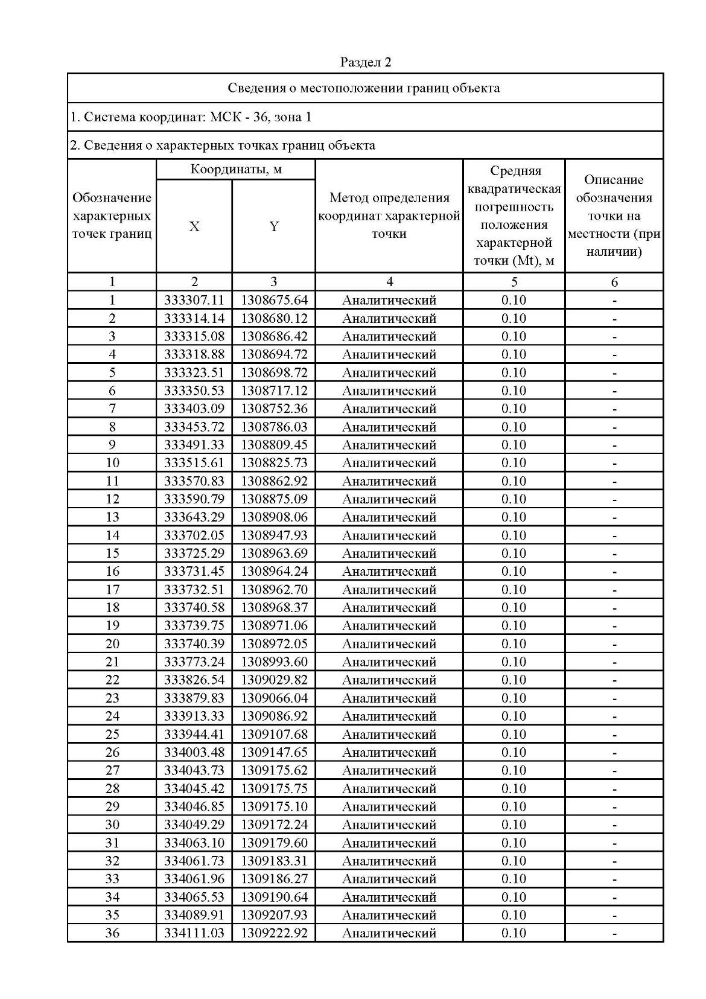 Раздел 2
Сведения о местоположении границ объекта
1. Система координат: МСК - 36, зона 1
2. Сведения о характерных точках границ объекта
Обозначение характерных точек границ
Координаты, м
X
Y
Метод определения координат характерной точки
Средняя квадратическая погрешность положения характерной точки (Mt), м
Описание обозначения точки на местности (при наличии)
1 2 3 4 5 6
1 333307.11 1308675.64 Аналитический 0.10 -
2 333314.14 1308680.12 Аналитический 0.10 -
3 333315.08 1308686.42 Аналитический 0.10 -
4 333318.88 1308694.72 Аналитический 0.10 -
5 333323.51 1308698.72 Аналитический 0.10 -
6 333350.53 1308717.12 Аналитический 0.10 -
7 333403.09 1308752.36 Аналитический 0.10 -
8 333453.72 1308786.03 Аналитический 0.10 -
9 333491.33 1308809.45 Аналитический 0.10 -
10 333515.61 1308825.73 Аналитический 0.10 -
11 333570.83 1308862.92 Аналитический 0.10 -
12 333590.79 1308875.09 Аналитический 0.10 -
13 333643.29 1308908.06 Аналитический 0.10 -
14 333702.05 1308947.93 Аналитический 0.10 -
15 333725.29 1308963.69 Аналитический 0.10 -
16 333731.45 1308964.24 Аналитический 0.10 -
17 333732.51 1308962.70 Аналитический 0.10 -
18 333740.58 1308968.37 Аналитический 0.10 -
19 333739.75 1308971.06 Аналитический 0.10 -
20 333740.39 1308972.05 Аналитический 0.10 -
21 333773.24 1308993.60 Аналитический 0.10 -
22 333826.54 1309029.82 Аналитический 0.10 -
23 333879.83 1309066.04 Аналитический 0.10 -
24 333913.33 1309086.92 Аналитический 0.10 -
25 333944.41 1309107.68 Аналитический 0.10 -
26 334003.48 1309147.65 Аналитический 0.10 -
27 334043.73 1309175.62 Аналитический 0.10 -
28 334045.42 1309175.75 Аналитический 0.10 -
29 334046.85 1309175.10 Аналитический 0.10 -
30 334049.29 1309172.24 Аналитический 0.10 -
31 334063.10 1309179.60 Аналитический 0.10 -
32 334061.73 1309183.31 Аналитический 0.10 -
33 334061.96 1309186.27 Аналитический 0.10 -
34 334065.53 1309190.64 Аналитический 0.10 -
35 334089.91 1309207.93 Аналитический 0.10 -
36 334111.03 1309222.92 Аналитический 0.10 -